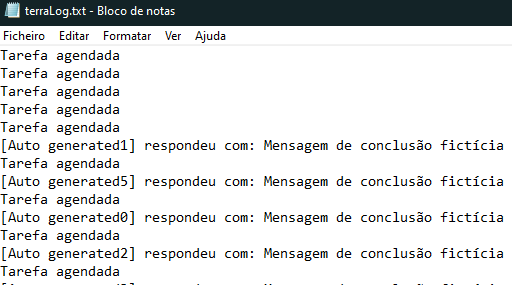 terraLog.txt - Bloco de notas
Ficheiro Editar Formatar Ver Ajuda
Tarefa agendada
Tarefa agendada
Tarefa agendada
Tarefa agendada
Tarefa agendada
[Auto generated1] respondeu com: Mensagem de conclusão fictícia
Tarefa agendada
[Auto generated5] respondeu com: Mensagem de conclusão fictícia
Tarefa agendada
[Auto generated0] respondeu com: Mensagem de conclusão fictícia
Tarefa agendada
[Auto generated2] respondeu com: Mensagem de conclusão fictícia
Tarefa agendada